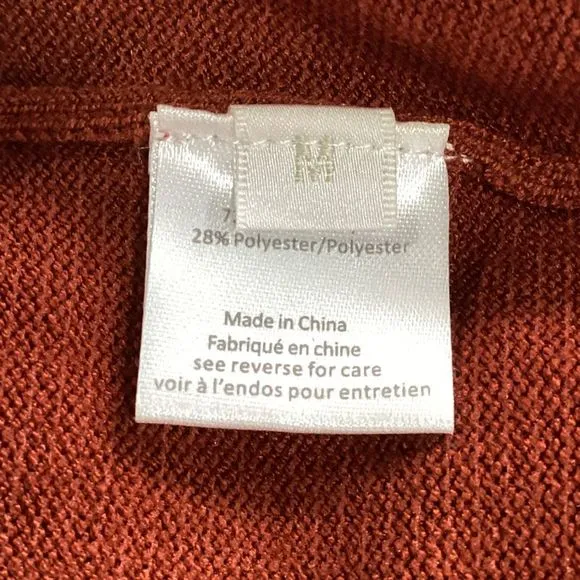 M
28% Polyester/Polyester
Made in China
Fabriqué en chine
see reverse for care
voir à l'endos pour entretien